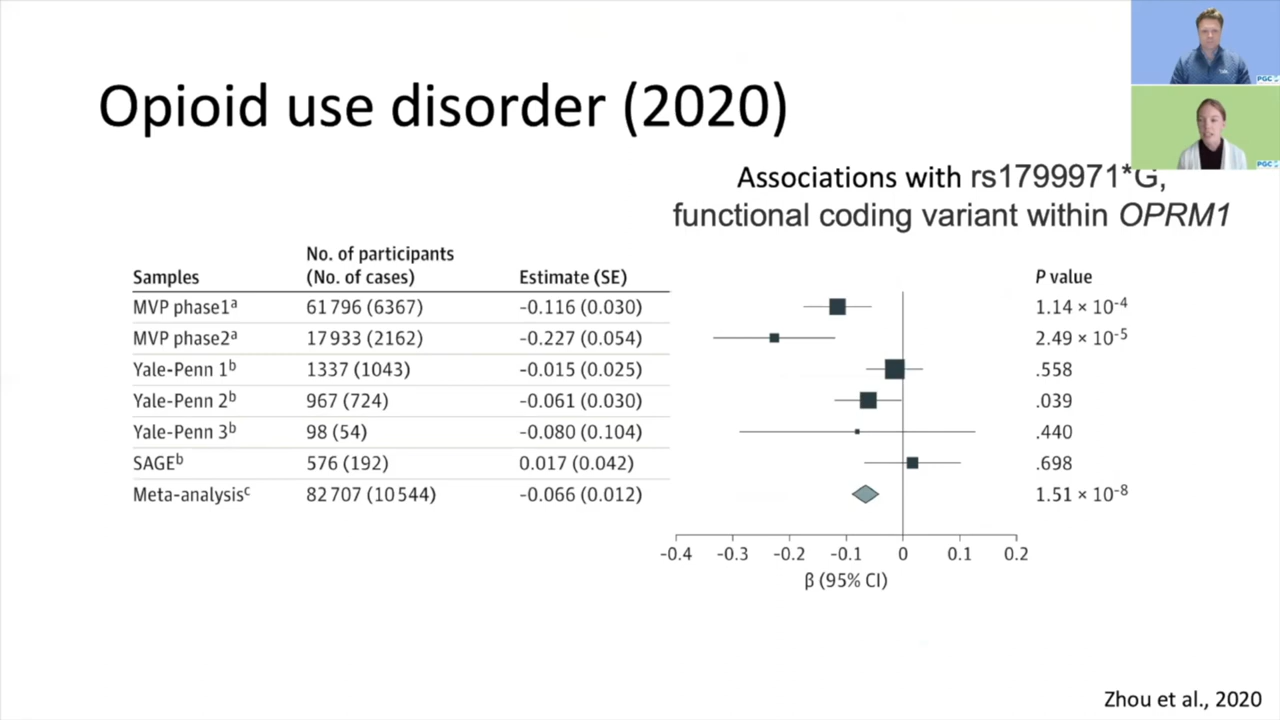 Opioid use disorder (2020)
PGC
PGC
Associations with rs1799971*G,
functional coding variant within OPRM1
No. of participants
Samples (No. of cases) Estimate (SE) P value
MVP phase1a 61796 (6367) -0.116 (0.030) 1.14 × 10-4
MVP phase2a 17933 (2162) -0.227 (0.054) 2.49 × 10-5
Yale-Penn 1b 1337 (1043) -0.015 (0.025) .558
Yale-Penn 2b 967 (724) -0.061 (0.030) .039
Yale-Penn 3b 98 (54) -0.080 (0.104) .440
SAGEb 576 (192) 0.017 (0.042) .698
Meta-analysisc 82707 (10544) -0.066 (0.012) 1.51 × 10-8
-0.4 -0.3 -0.2 -0.1 0 0.1 0.2
β (95% CI)
Zhou et al., 2020